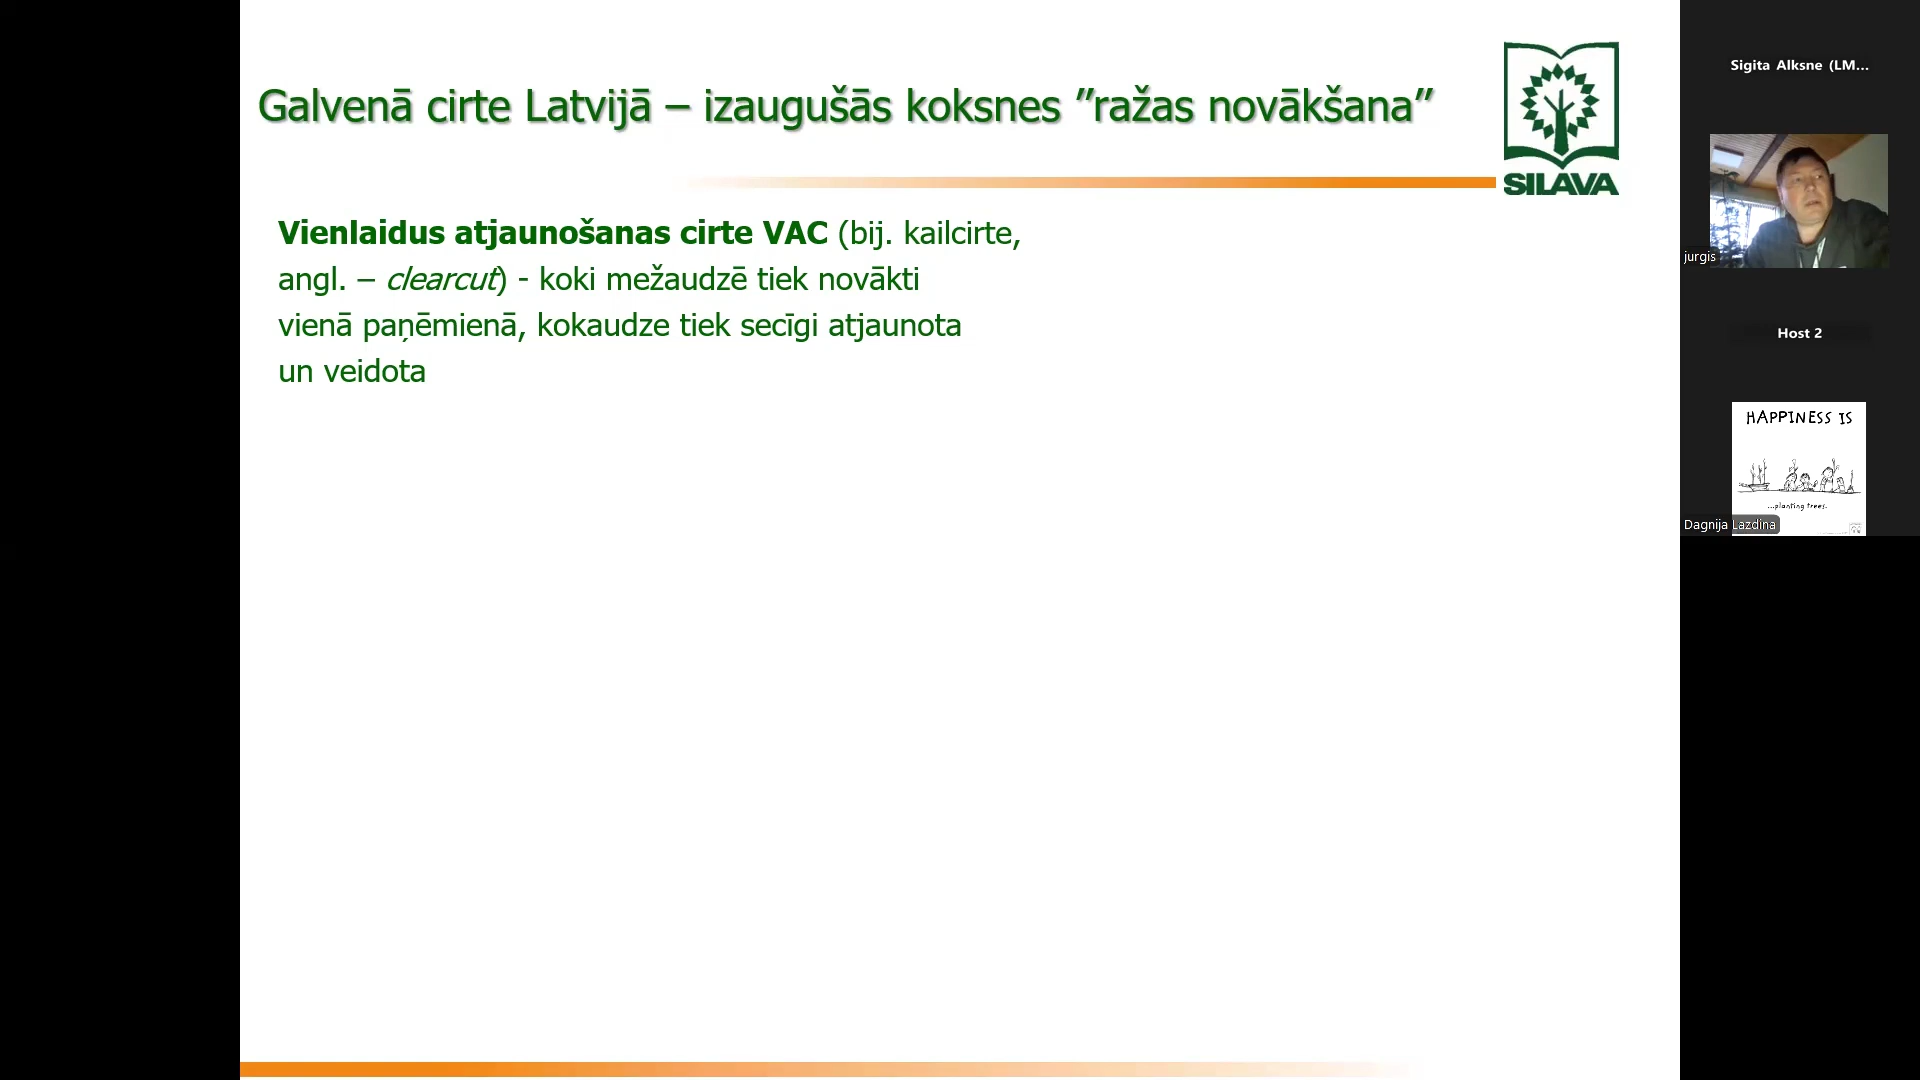 Galvenā cirte Latvijā – izaugušās koksnes ”ražas novākšana”
SILAVA
Vienlaidus atjaunošanas cirte VAC (bij. kailcirte,
angl. – clearcut) - koki mežaudzē tiek novākti
vienā paņēmienā, kokaudze tiek secīgi atjaunota
un veidota
Sigita Alksne (LM...
jurgis
Host 2
HAPPINESS IS
...planting trees.
Dagnija Lazdiņa